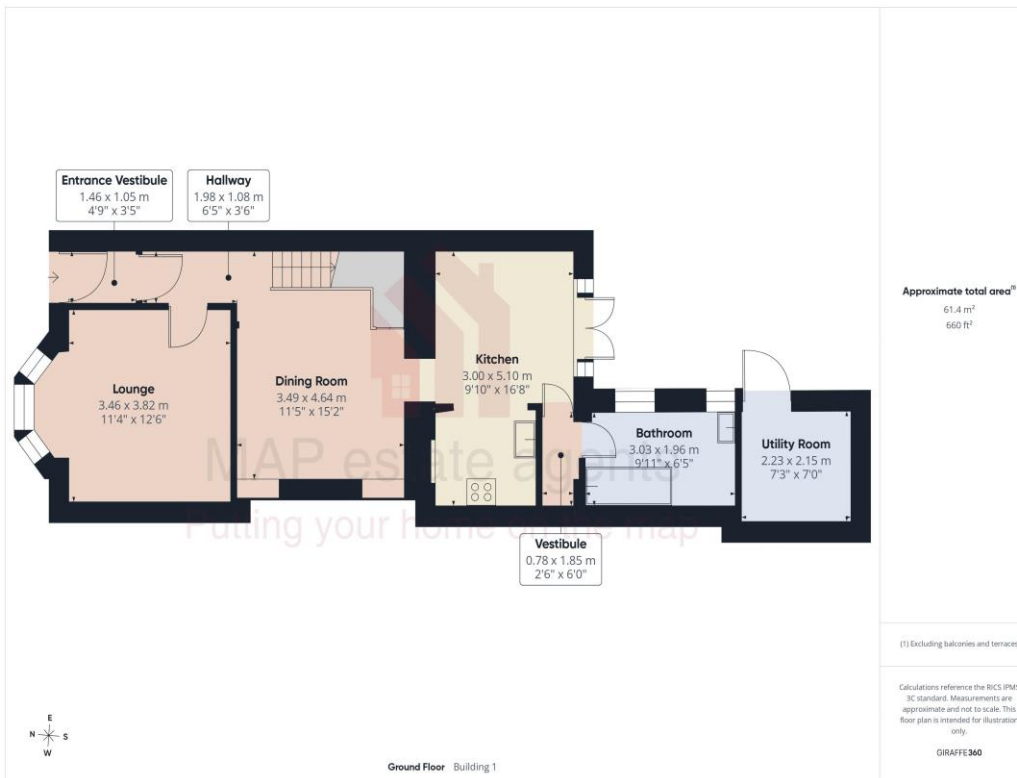 Entrance Vestibule
1.46 x 1.05 m
4'9" x 3'5"
Hallway
1.98 x 1.08 m
6'5" x 3'6"
Lounge
3.46 x 3.82 m
11'4" x 12'6"
Dining Room
3.49 x 4.64 m
11'5" x 15'2"
Kitchen
3.00 x 5.10 m
9'10" x 16'8"
Bathroom
3.03 x 1.96 m
9'11" x 6'5"
Utility Room
2.23 x 2.15 m
7'3" x 7'0"
Vestibule
0.78 x 1.85 m
2'6" x 6'0"
MAP estate agents
Putting your home on the map
Approximate total area(1)
61.4 m²
660 ft²
(1) Excluding balconies and terraces
Calculations reference the RICS IPMS
3C standard. Measurements are
approximate and not to scale. This
floor plan is intended for illustration
only.
GIRAFFE360
E
N S
W
Ground Floor Building 1